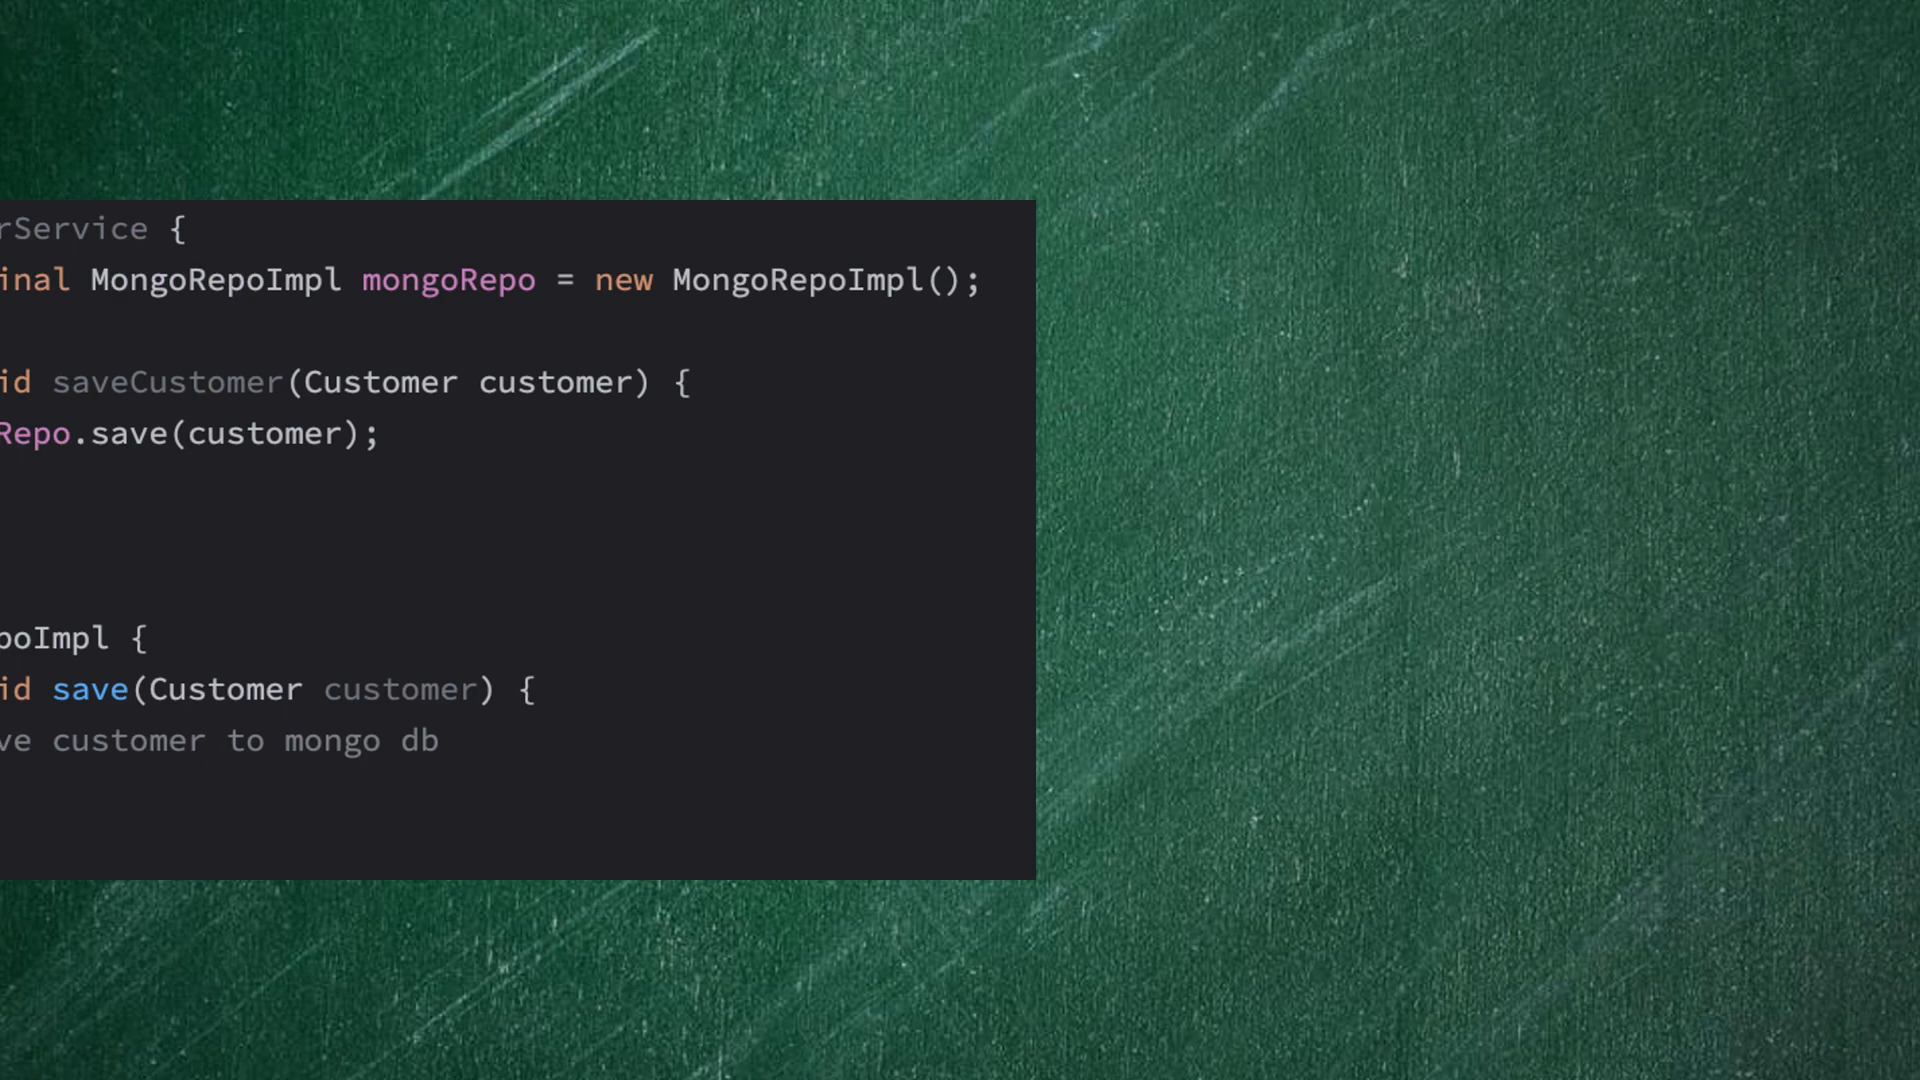 rService {
inal MongoRepoImpl mongoRepo = new MongoRepoImpl();
id saveCustomer(Customer customer) {
Repo.save(customer);
poImpl {
id save(Customer customer) {
ve customer to mongo db